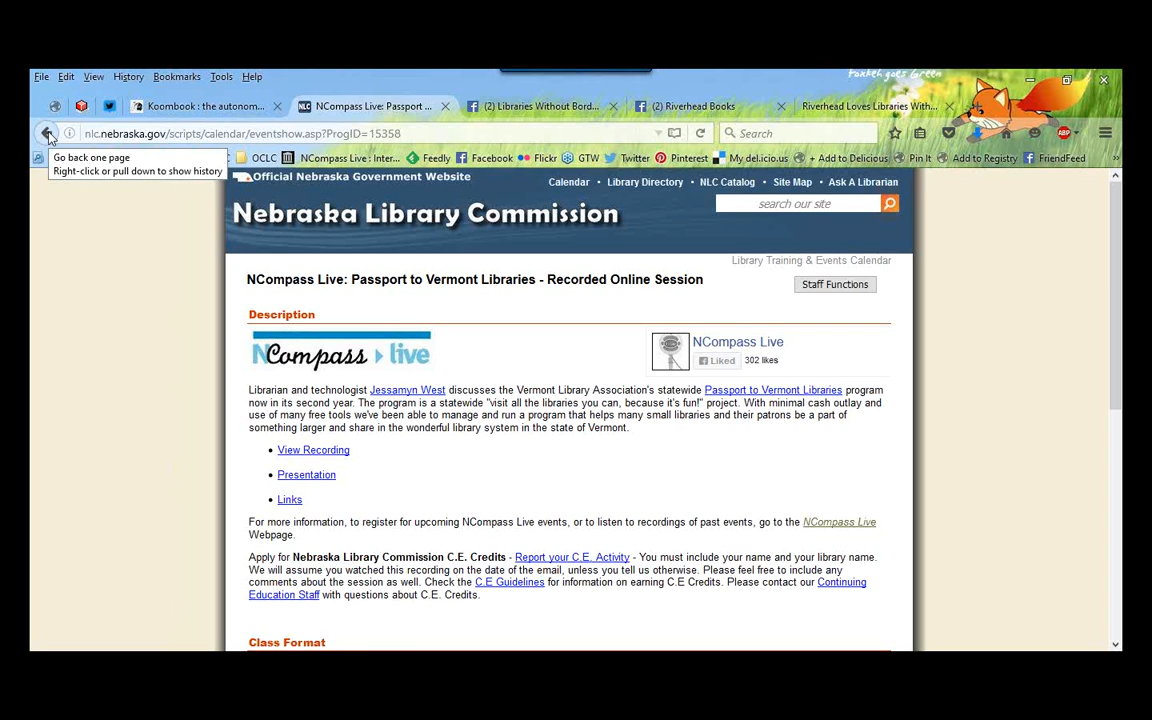 foxkeh goes Green
File Edit View History Bookmarks Tools Help
Koombook : the autonom... NLC NCompass Live: Passport ... (2) Libraries Without Bord... (2) Riverhead Books Riverhead Loves Libraries With...
nlc.nebraska.gov/scripts/calendar/eventshow.asp?ProgID=15358 Search
Go back one page
Right-click or pull down to show history
OCLC NCompass Live : Inter... Feedly Facebook Flickr GTW Twitter Pinterest My del.icio.us + Add to Delicious Pin It Add to Registry FriendFeed
Official Nebraska Government Website
Calendar • Library Directory • NLC Catalog • Site Map • Ask A Librarian
Nebraska Library Commission
search our site
Library Training & Events Calendar
NCompass Live: Passport to Vermont Libraries - Recorded Online Session
Staff Functions
Description
NCompass live
NCompass Live
Liked 302 likes
Librarian and technologist Jessamyn West discusses the Vermont Library Association's statewide Passport to Vermont Libraries program
now in its second year. The program is a statewide "visit all the libraries you can, because it's fun!" project. With minimal cash outlay and
use of many free tools we've been able to manage and run a program that helps many small libraries and their patrons be a part of
something larger and share in the wonderful library system in the state of Vermont.
• View Recording
• Presentation
• Links
For more information, to register for upcoming NCompass Live events, or to listen to recordings of past events, go to the NCompass Live
Webpage.
Apply for Nebraska Library Commission C.E. Credits - Report your C.E. Activity - You must include your name and your library name.
We will assume you watched this recording on the date of the email, unless you tell us otherwise. Please feel free to include any
comments about the session as well. Check the C.E Guidelines for information on earning C.E Credits. Please contact our Continuing
Education Staff with questions about C.E. Credits.
Class Format